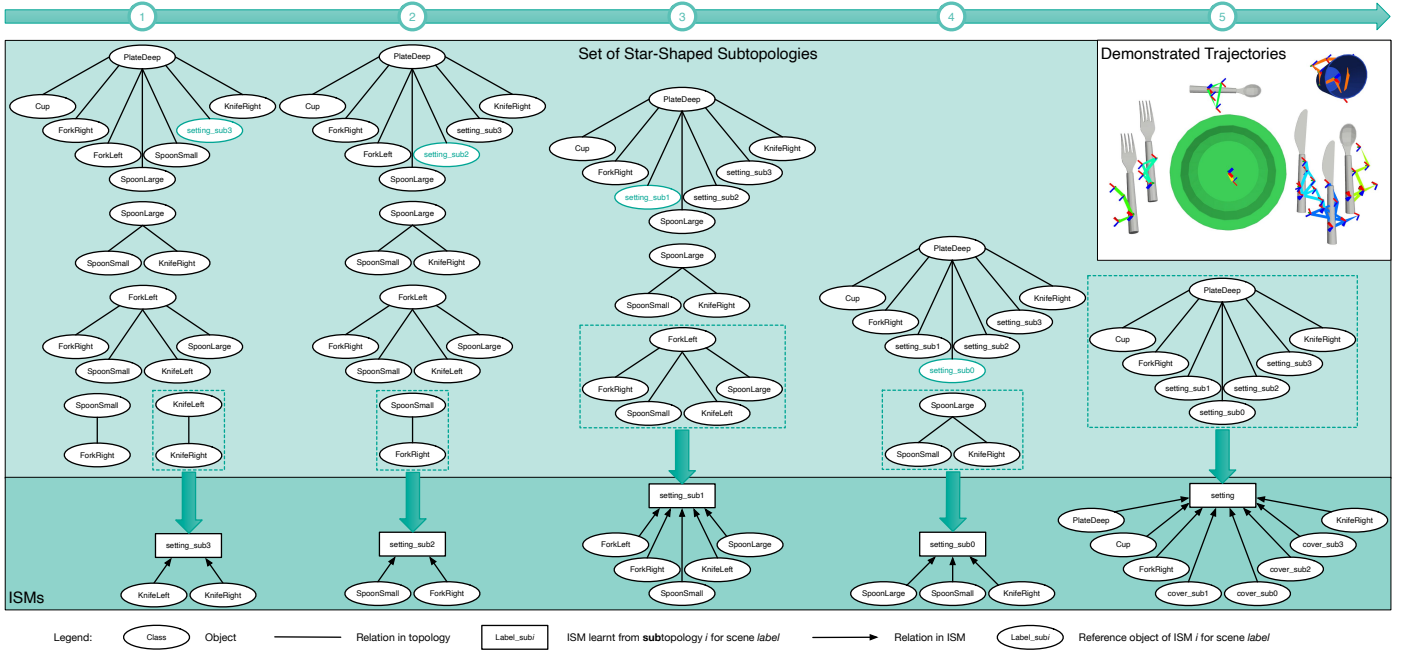 1 2 3 4 5
Set of Star-Shaped Subtopologies
Demonstrated Trajectories
PlateDeep
Cup
KnifeRight
ForkRight
setting_sub3
ForkLeft
SpoonSmall
SpoonLarge
SpoonLarge
SpoonSmall
KnifeRight
ForkLeft
ForkRight
SpoonLarge
SpoonSmall
KnifeLeft
SpoonSmall
KnifeLeft
ForkRight
KnifeRight
setting_sub3
KnifeLeft
KnifeRight
PlateDeep
Cup
KnifeRight
ForkRight
setting_sub3
ForkLeft
setting_sub2
SpoonLarge
SpoonLarge
SpoonSmall
KnifeRight
ForkLeft
ForkRight
SpoonLarge
SpoonSmall
KnifeLeft
SpoonSmall
ForkRight
setting_sub2
SpoonSmall
ForkRight
PlateDeep
Cup
KnifeRight
ForkRight
setting_sub3
setting_sub1
setting_sub2
SpoonLarge
SpoonLarge
SpoonSmall
KnifeRight
ForkLeft
ForkRight
SpoonLarge
SpoonSmall
KnifeLeft
setting_sub1
ForkLeft
SpoonLarge
ForkRight
KnifeLeft
SpoonSmall
PlateDeep
Cup
KnifeRight
ForkRight
setting_sub3
setting_sub1
setting_sub2
setting_sub0
SpoonLarge
SpoonSmall
KnifeRight
setting_sub0
SpoonLarge
SpoonSmall
KnifeRight
PlateDeep
Cup
KnifeRight
ForkRight
setting_sub3
setting_sub1
setting_sub2
setting_sub0
setting
PlateDeep
KnifeRight
Cup
cover_sub3
ForkRight
cover_sub2
cover_sub1
cover_sub0
ISMs
Legend: Class Object Relation in topology Label_subi ISM learnt from subtopology i for scene label Relation in ISM Label_subi Reference object of ISM i for scene label